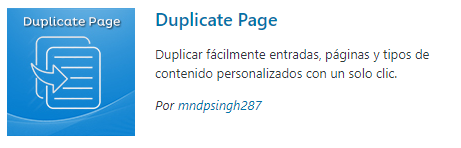 Duplicate Page
Duplicate Page
Duplicar fácilmente entradas, páginas y tipos de
contenido personalizados con un solo clic.
Por mndpsingh287